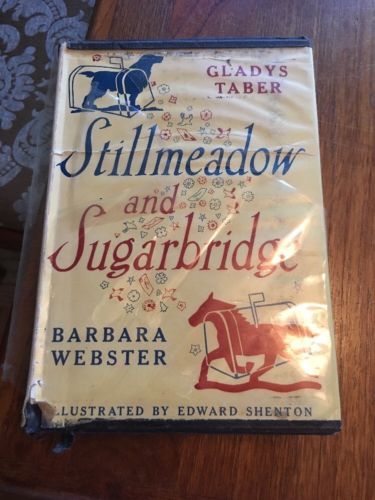 GLADYS
TABER
Stillmeadow
and
Sugarbridge
BARBARA
WEBSTER
ILLUSTRATED BY EDWARD SHENTON